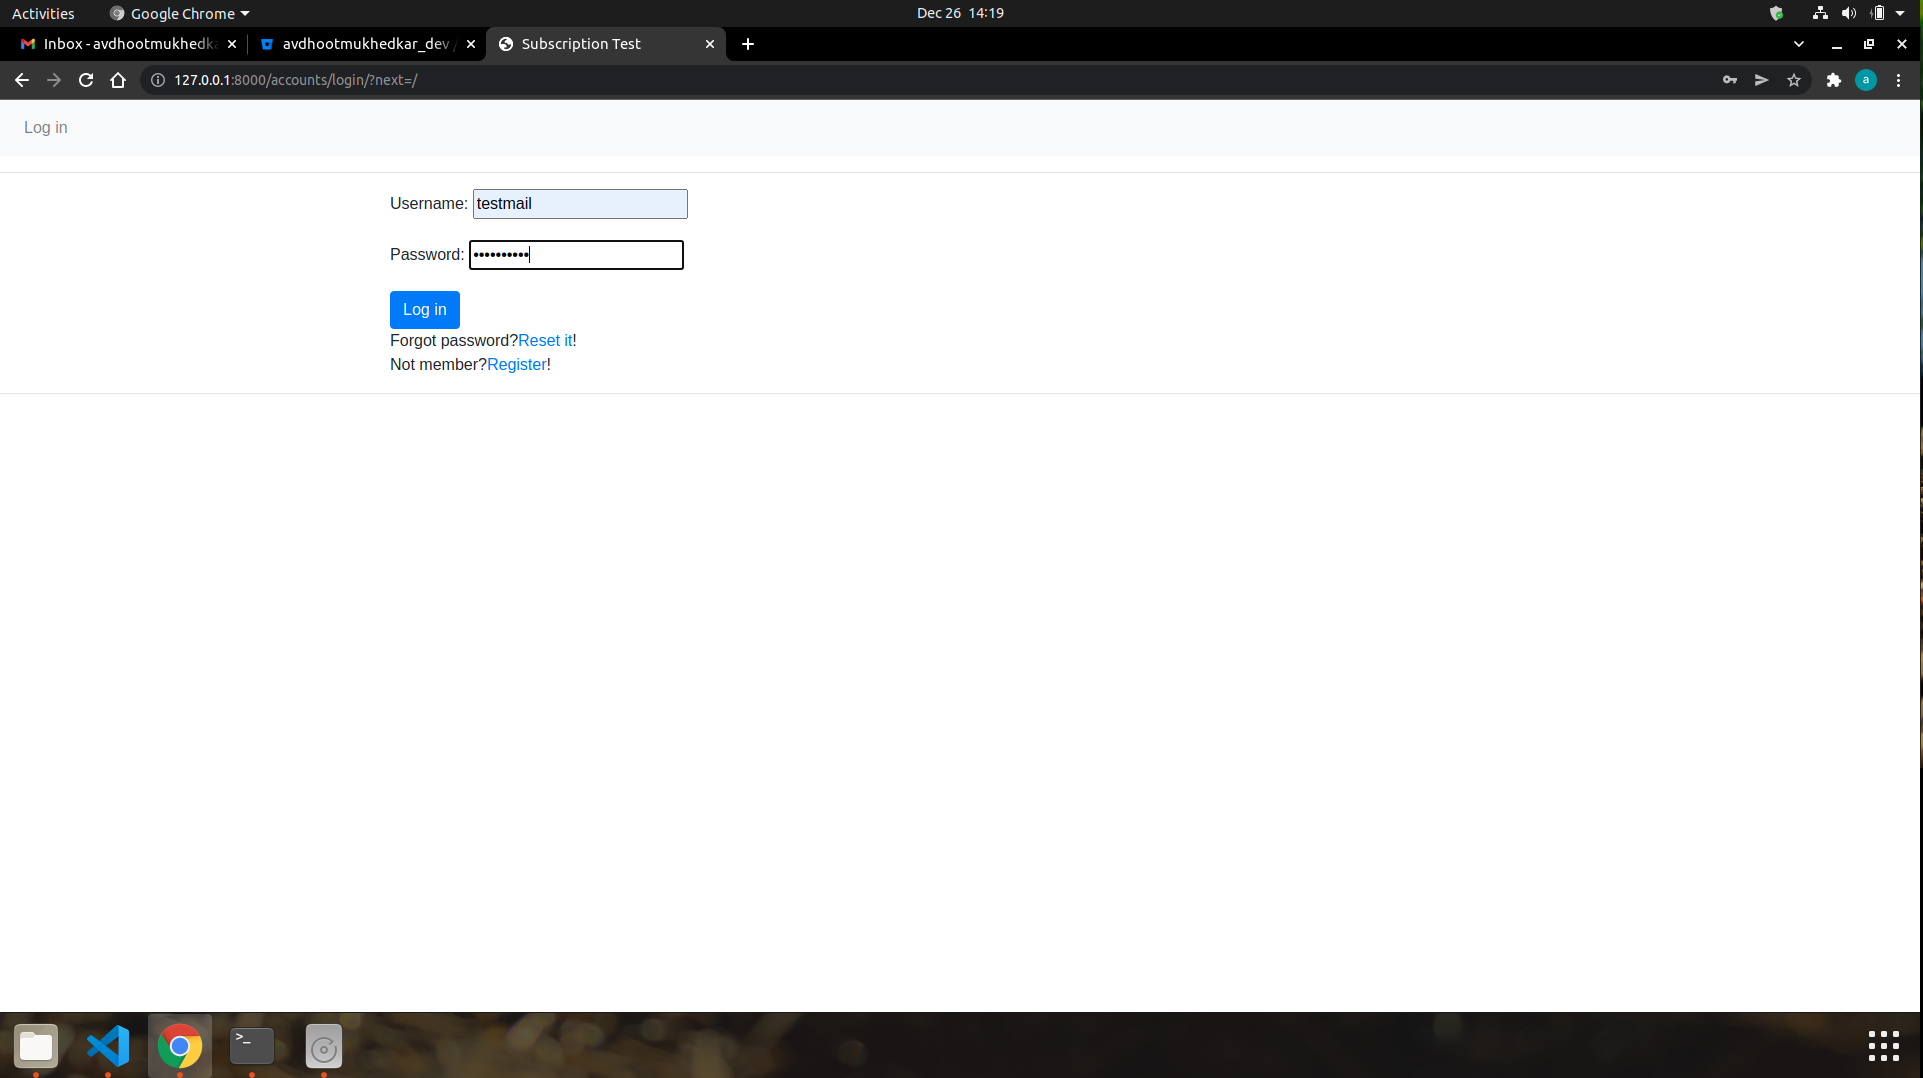 Activities Google Chrome Dec 26 14:19
Inbox - avdhootmukhedka avdhootmukhedkar_dev / Subscription Test
127.0.0.1:8000/accounts/login/?next=/ a
Log in
Username: testmail
Password: ••••••••••
Log in
Forgot password?Reset it!
Not member?Register!
>_